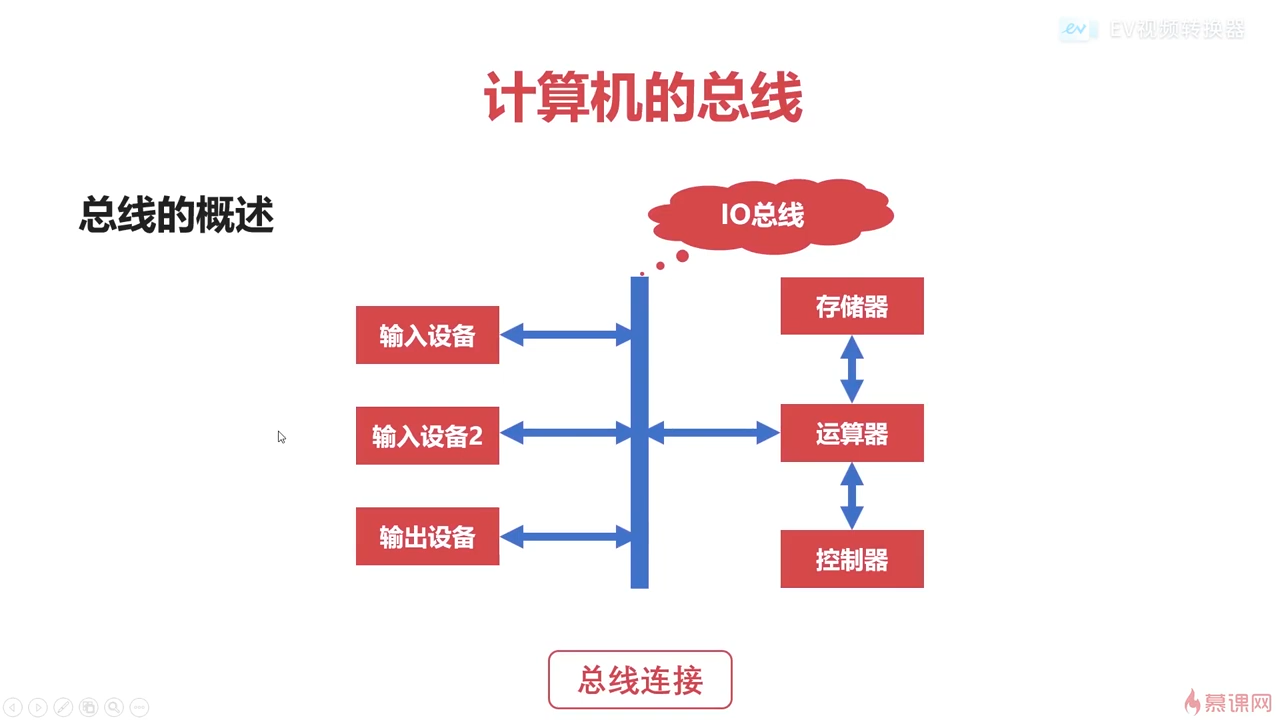 EV视频转换器
计算机的总线
总线的概述
IO总线
输入设备
存储器
输入设备2
运算器
输出设备
控制器
总线连接
慕课网